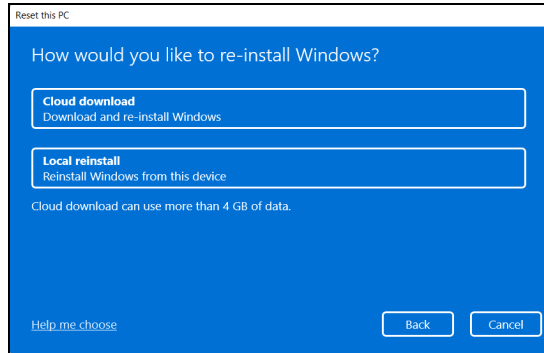 Reset this PC
How would you like to re-install Windows?
Cloud download
Download and re-install Windows
Local reinstall
Reinstall Windows from this device
Cloud download can use more than 4 GB of data.
Help me choose
Back
Cancel